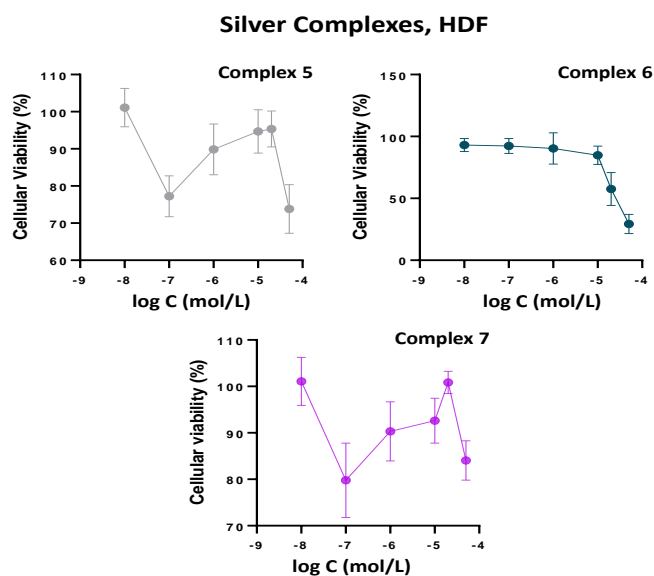 Silver Complexes, HDF
Complex 5
Cellular Viability (%)
110
100
90
80
70
60
-9 -8 -7 -6 -5 -4
log C (mol/L)
Complex 6
Cellular Viability (%)
150
100
50
0
-9 -8 -7 -6 -5 -4
log C (mol/L)
Complex 7
Cellular viability (%)
110
100
90
80
70
-9 -8 -7 -6 -5 -4
log C (mol/L)